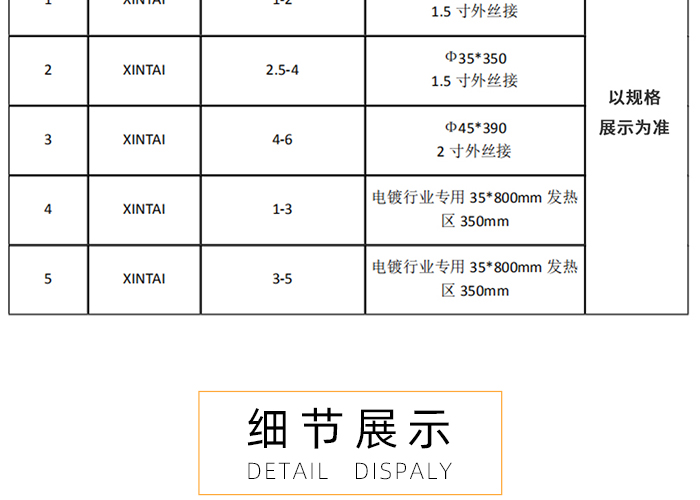 1 XINTAI 1-2
1.5 寸外丝接
2 XINTAI 2.5-4 Φ35*350
1.5 寸外丝接
以规格
展示为准
3 XINTAI 4-6 Φ45*390
2 寸外丝接
4 XINTAI 1-3 电镀行业专用 35*800mm 发热
区 350mm
5 XINTAI 3-5 电镀行业专用 35*800mm 发热
区 350mm
细节展示
DETAIL DISPALY